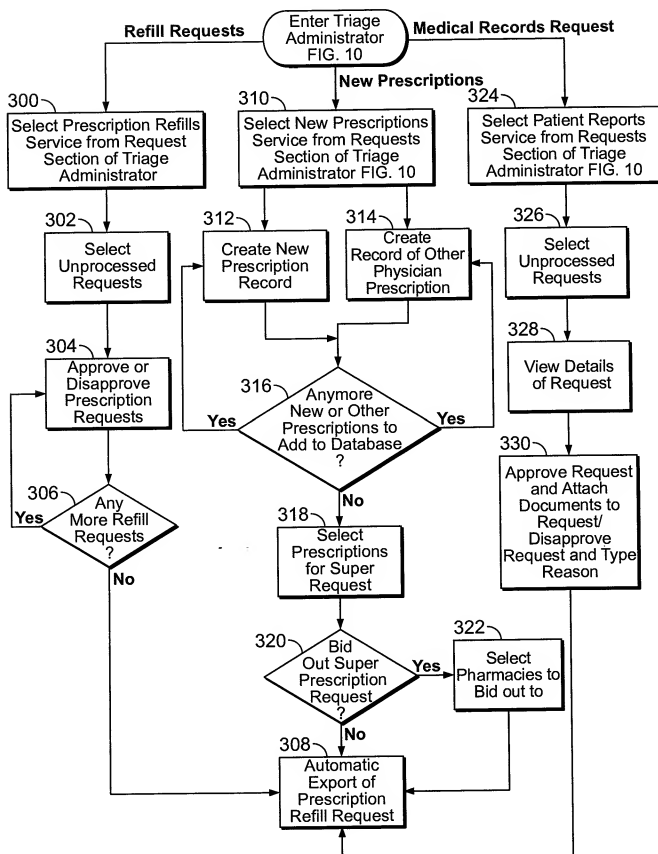 Enter Triage
Administrator
FIG. 10
Refill Requests
Medical Records Request
New Prescriptions
300
Select Prescription Refills
Service from Request
Section of Triage
Administrator
310
Select New Prescriptions
Service from Requests
Section of Triage
Administrator FIG. 10
324
Select Patient Reports
Service from Requests
Section of Triage
Administrator FIG. 10
302
Select
Unprocessed
Requests
312
Create New
Prescription
Record
314
Create
Record of Other
Physician
Prescription
326
Select
Unprocessed
Requests
304
Approve or
Disapprove
Prescription
Requests
316
Anymore
New or Other
Prescriptions to
Add to Database
?
Yes
Yes
No
328
View Details
of Request
306
Any
More Refill
Requests
?
Yes
No
318
Select
Prescriptions
for Super
Request
330
Approve Request
and Attach
Documents to
Request/
Disapprove
Request and Type
Reason
320
Bid
Out Super
Prescription
Request
?
Yes
No
322
Select
Pharmacies to
Bid out to
308
Automatic
Export of
Prescription
Refill Request